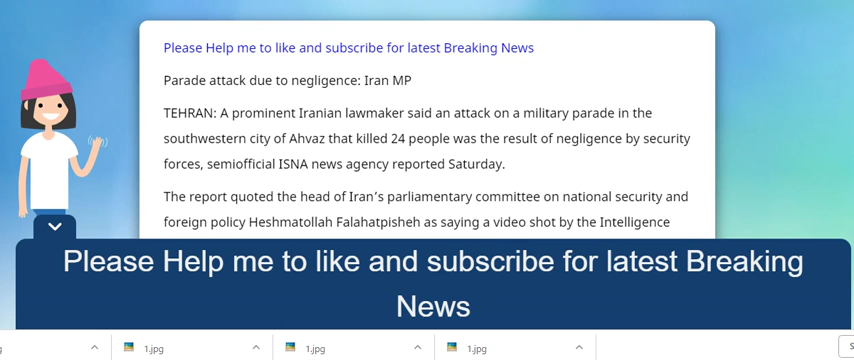 Please Help me to like and subscribe for latest Breaking News
Parade attack due to negligence: Iran MP
TEHRAN: A prominent Iranian lawmaker said an attack on a military parade in the
southwestern city of Ahvaz that killed 24 people was the result of negligence by security
forces, semiofficial ISNA news agency reported Saturday.
The report quoted the head of Iran’s parliamentary committee on national security and
foreign policy Heshmatollah Falahatpisheh as saying a video shot by the Intelligence
Please Help me to like and subscribe for latest Breaking
News
1.jpg 1.jpg 1.jpg